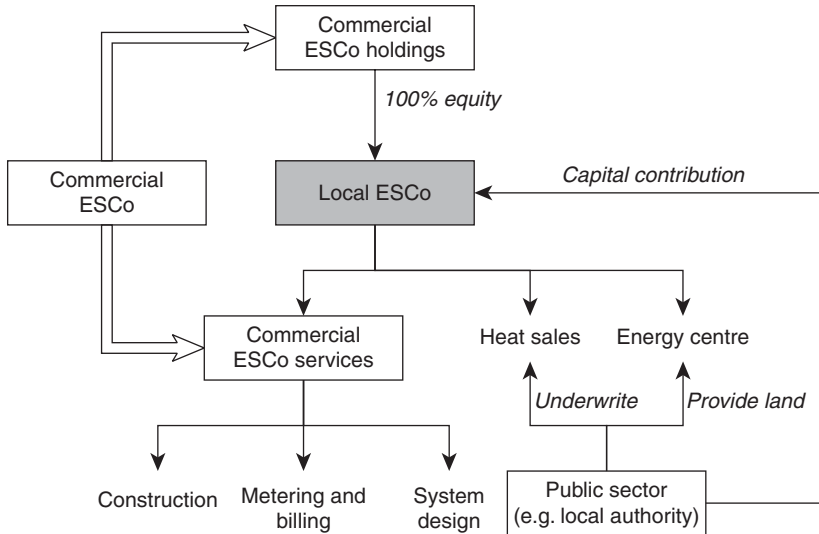 Commercial
ESCo holdings
100% equity
Commercial
ESCo
Local ESCo
Capital contribution
Commercial
ESCo services
Heat sales
Energy centre
Underwrite
Provide land
Construction
Metering and
billing
System
design
Public sector
(e.g. local authority)